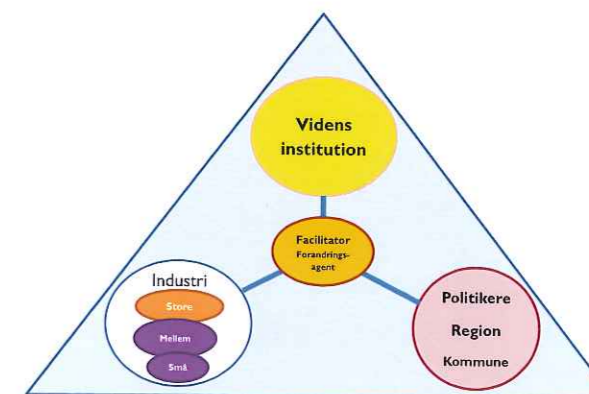 Videns
institution
Facilitator
Forandrings-
agent
Industri
Store
Mellem
Små
Politikere
Region
Kommune